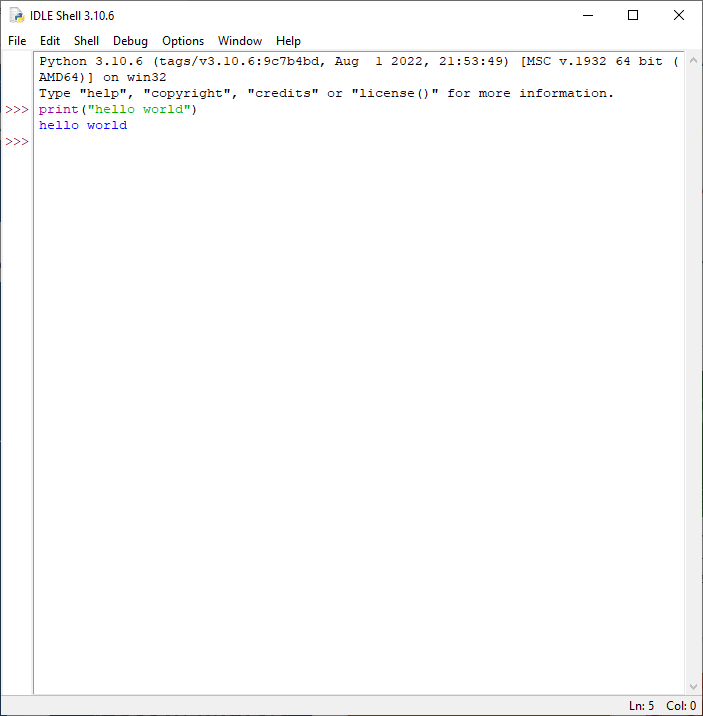 IDLE Shell 3.10.6
File Edit Shell Debug Options Window Help
Python 3.10.6 (tags/v3.10.6:9c7b4bd, Aug  1 2022, 21:53:49) [MSC v.1932 64 bit (
AMD64)] on win32
Type "help", "copyright", "credits" or "license()" for more information.
>>> print("hello world")
hello world
>>>
Ln: 5 Col: 0